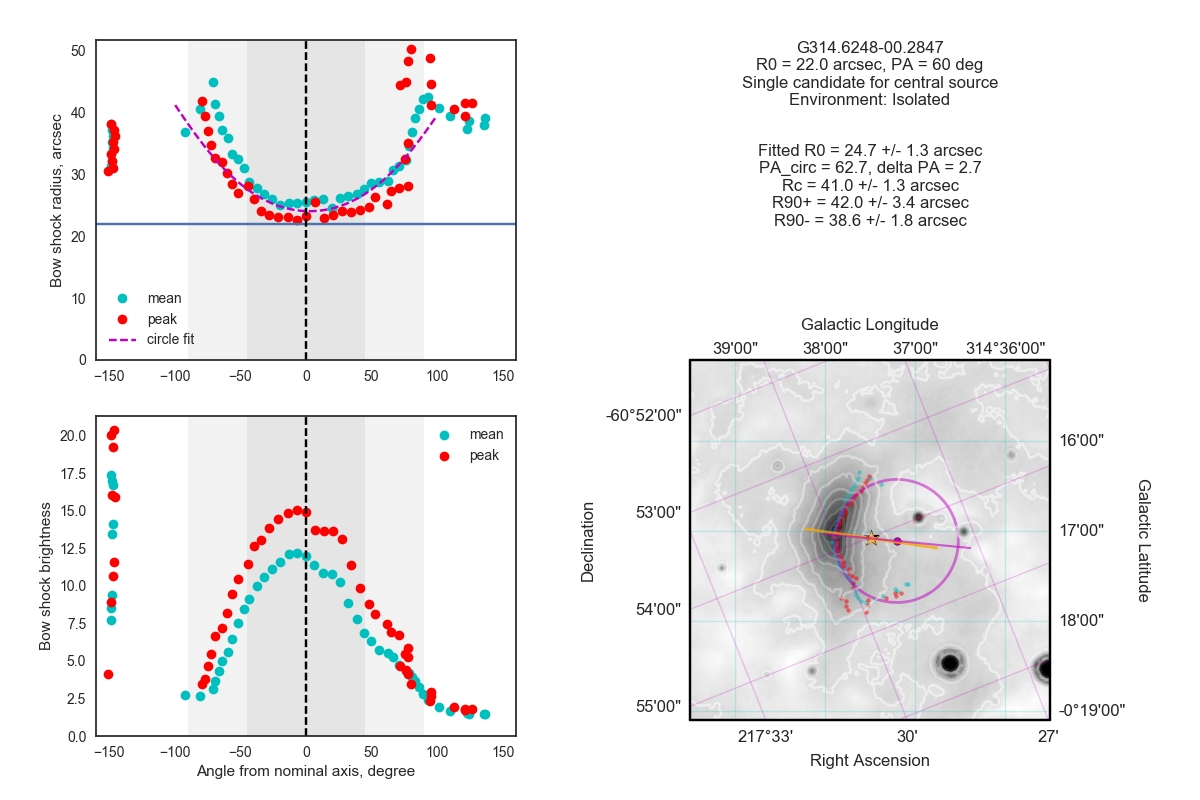 50
40
30
20
10
0
Bow shock radius, arcsec
mean
peak
circle fit
−150
−100
−50
0
50
100
150
20.0
17.5
15.0
12.5
10.0
7.5
5.0
2.5
0.0
Bow shock brightness
mean
peak
−150
−100
−50
0
50
100
150
Angle from nominal axis, degree
G314.6248-00.2847
R0 = 22.0 arcsec, PA = 60 deg
Single candidate for central source
Environment: Isolated
Fitted R0 = 24.7 +/- 1.3 arcsec
PA_circ = 62.7, delta PA = 2.7
Rc = 41.0 +/- 1.3 arcsec
R90+ = 42.0 +/- 3.4 arcsec
R90- = 38.6 +/- 1.8 arcsec
Galactic Longitude
39'00" 38'00" 37'00" 314°36'00"
-60°52'00"
53'00"
54'00"
55'00"
Declination
16'00"
17'00"
18'00"
-0°19'00"
Galactic Latitude
217°33' 30' 27'
Right Ascension